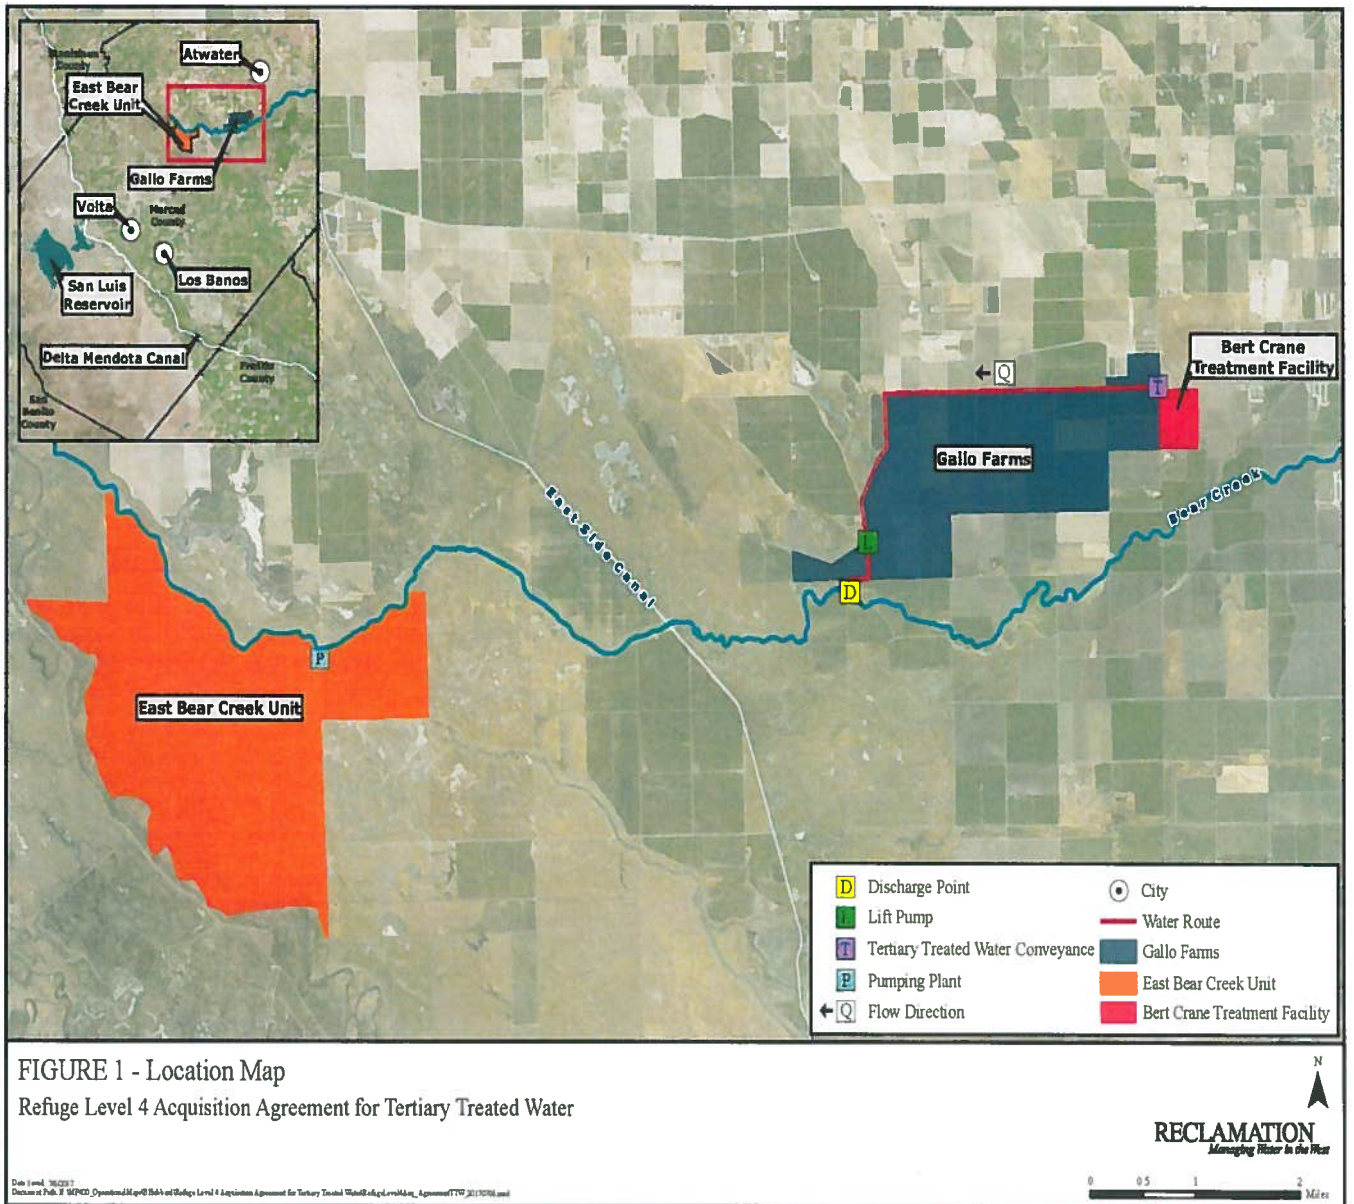 Stanislaus
County
Atwater
East Bear
Creek Unit
Gallo Farms
Volta
Merced
County
Los Banos
San Luis
Reservoir
Delta Mendota Canal
Fresno
County
San
Benito
County
Bert Crane
Treatment Facility
← Q
T
Gallo Farms
Bear Creek
East Side Canal
L
D
P
East Bear Creek Unit
D Discharge Point
L Lift Pump
T Tertiary Treated Water Conveyance
P Pumping Plant
← Q Flow Direction
City
Water Route
Gallo Farms
East Bear Creek Unit
Bert Crane Treatment Facility
FIGURE 1 - Location Map
Refuge Level 4 Acquisition Agreement for Tertiary Treated Water
N
RECLAMATION
Managing Water in the West
0 0.5 1 2
Miles